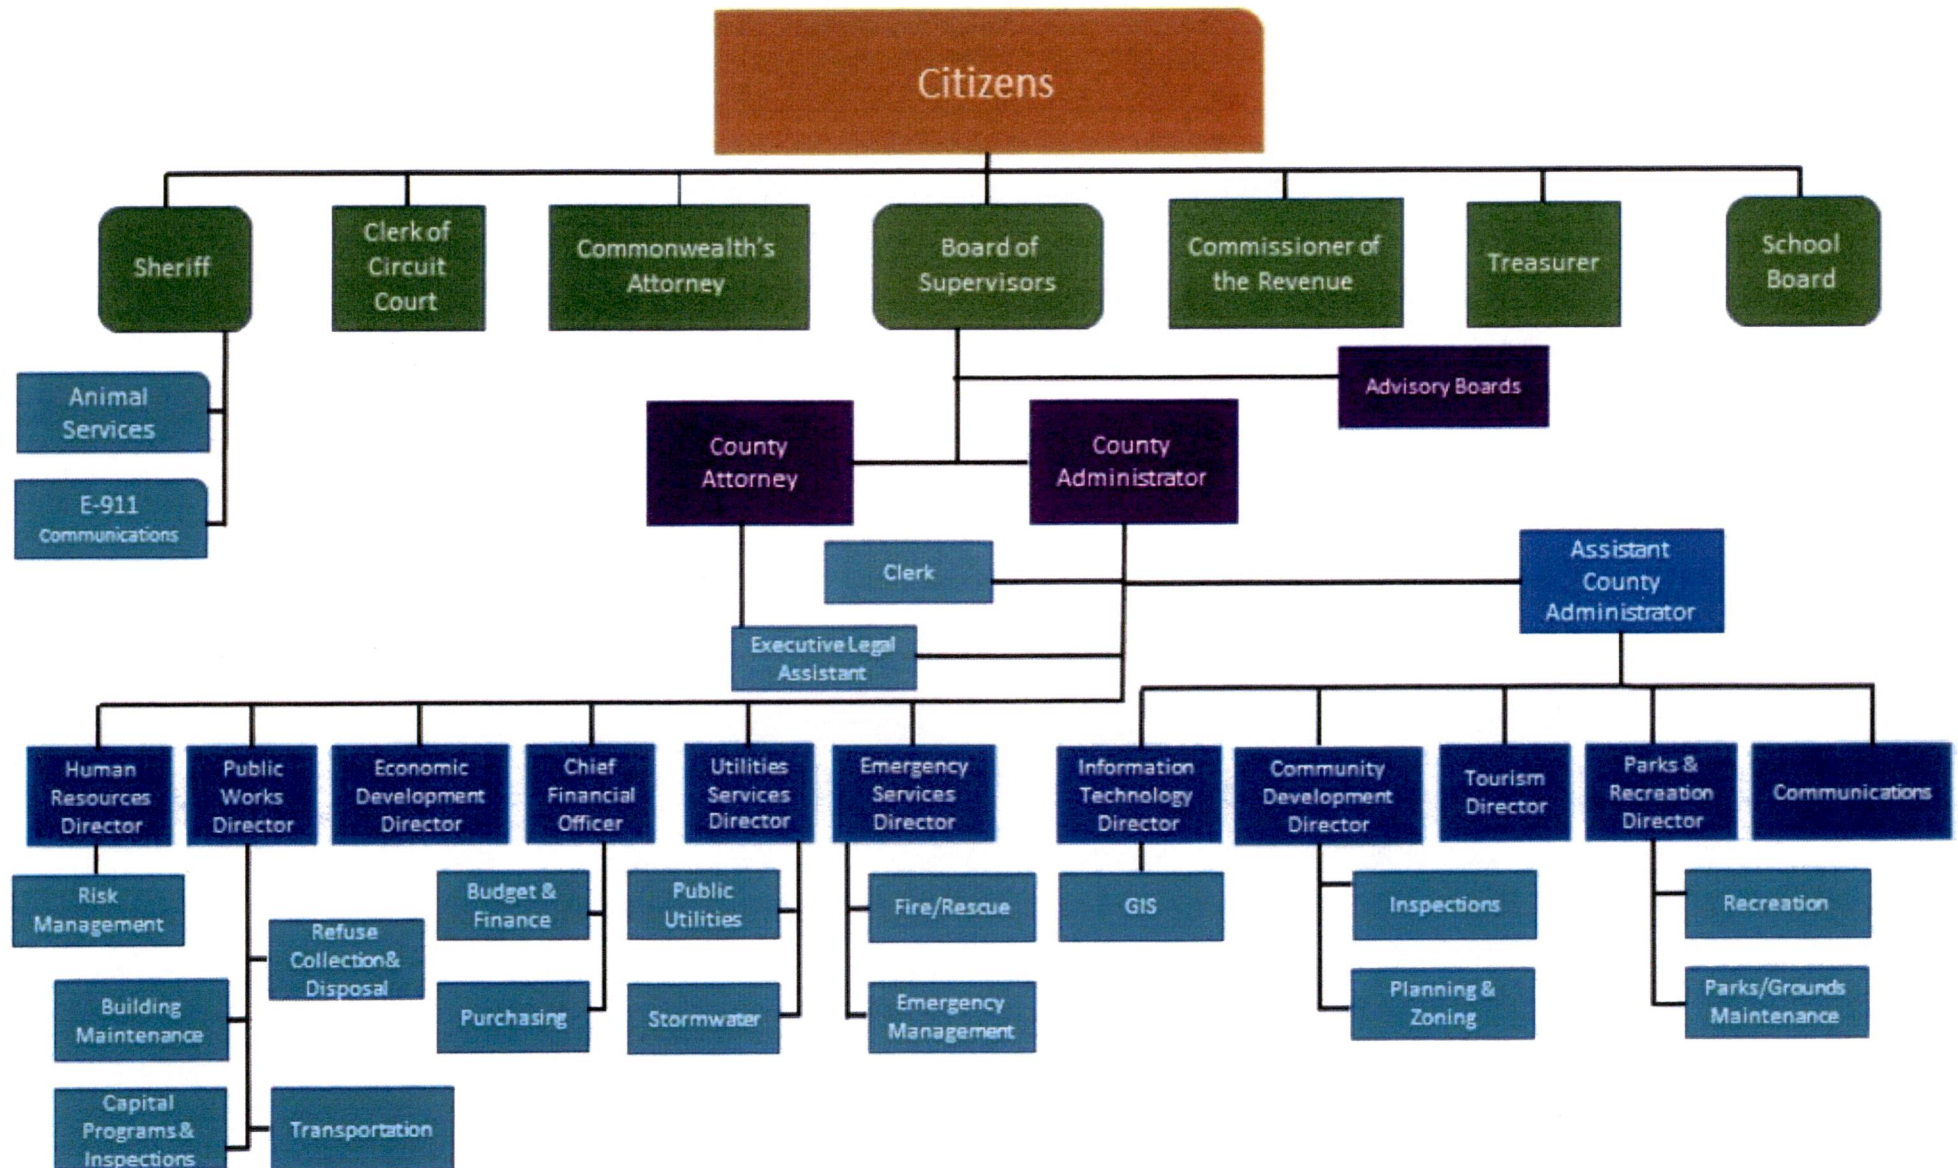 Citizens
Sheriff
Clerk of
Circuit
Court
Commonwealth's
Attorney
Board of
Supervisors
Commissioner of
the Revenue
Treasurer
School
Board
Animal
Services
E-911
Communications
Advisory Boards
County
Attorney
County
Administrator
Clerk
Executive Legal
Assistant
Assistant
County
Administrator
Human
Resources
Director
Public
Works
Director
Economic
Development
Director
Chief
Financial
Officer
Utilities
Services
Director
Emergency
Services
Director
Information
Technology
Director
Community
Development
Director
Tourism
Director
Parks &
Recreation
Director
Communications
Risk
Management
Refuse
Collection&
Disposal
Building
Maintenance
Capital
Programs &
Inspections
Transportation
Budget &
Finance
Purchasing
Public
Utilities
Stormwater
Fire/Rescue
Emergency
Management
GIS
Inspections
Planning &
Zoning
Recreation
Parks/Grounds
Maintenance